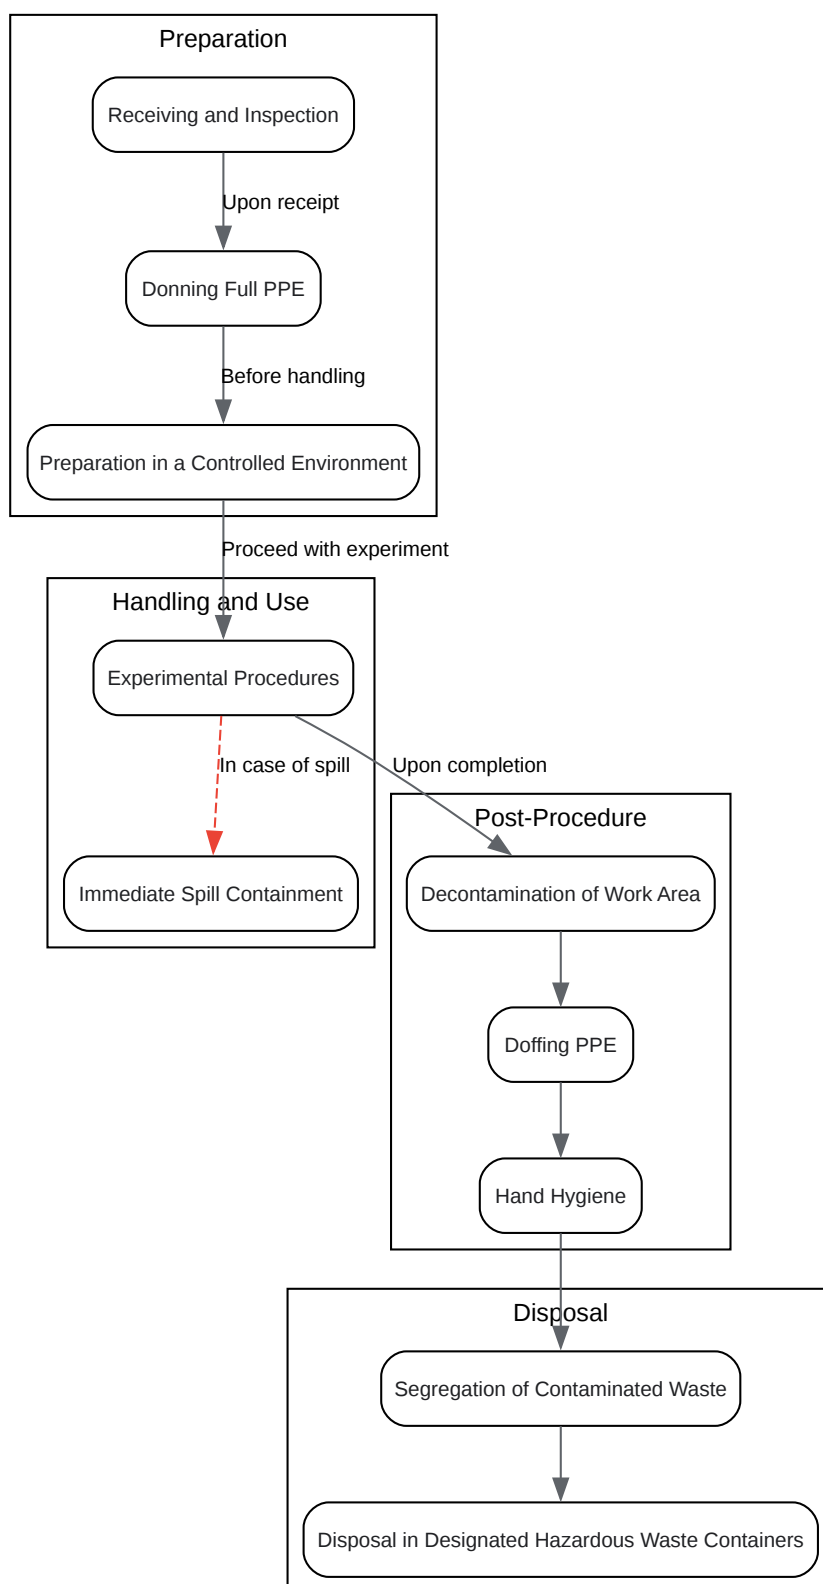 Preparation
Receiving and Inspection
Upon receipt
Donning Full PPE
Before handling
Preparation in a Controlled Environment
Proceed with experiment
Handling and Use
Experimental Procedures
In case of spill
Upon completion
Post-Procedure
Immediate Spill Containment
Decontamination of Work Area
Doffing PPE
Hand Hygiene
Disposal
Segregation of Contaminated Waste
Disposal in Designated Hazardous Waste Containers